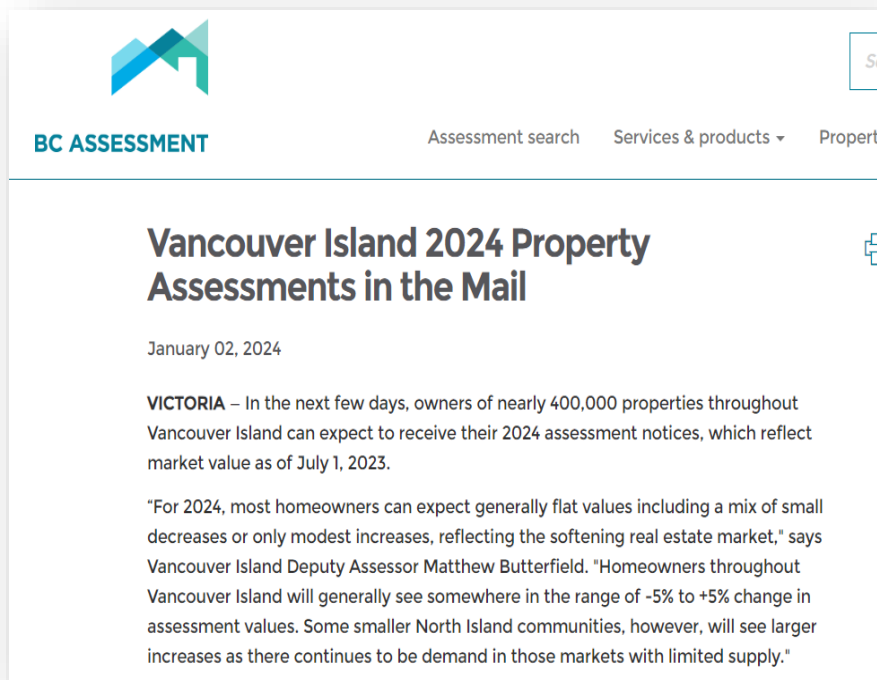 BC ASSESSMENT
Assessment search Services & products
Vancouver Island 2024 Property
Assessments in the Mail
January 02, 2024
VICTORIA – In the next few days, owners of nearly 400,000 properties throughout
Vancouver Island can expect to receive their 2024 assessment notices, which reflect
market value as of July 1, 2023.
“For 2024, most homeowners can expect generally flat values including a mix of small
decreases or only modest increases, reflecting the softening real estate market," says
Vancouver Island Deputy Assessor Matthew Butterfield. "Homeowners throughout
Vancouver Island will generally see somewhere in the range of -5% to +5% change in
assessment values. Some smaller North Island communities, however, will see larger
increases as there continues to be demand in those markets with limited supply."